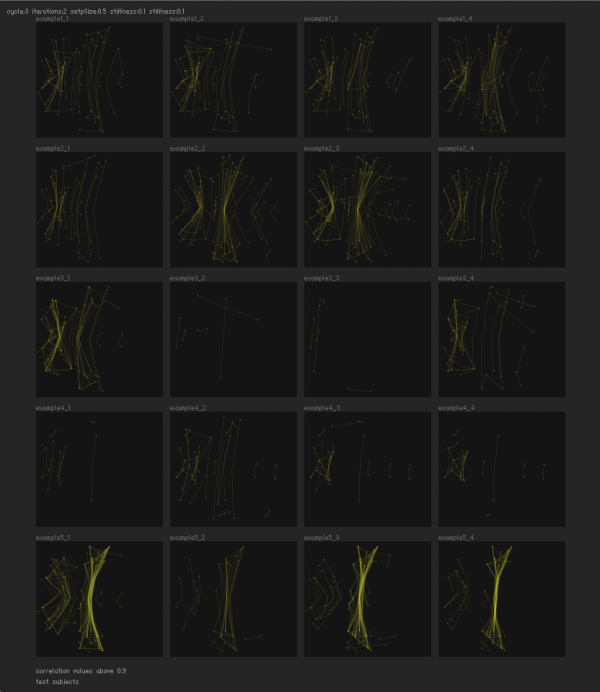 cycle:3 iterations:2 setpSize:0.5 stiffness:0.1 stiffness:0.1
example1_1 example1_2 example1_3 example1_4
example2_1 example2_2 example2_3 example2_4
example3_1 example3_2 example3_3 example3_4
example4_1 example4_2 example4_3 example4_4
example5_1 example5_2 example5_3 example5_4
correlation values above 0.9
test subjects